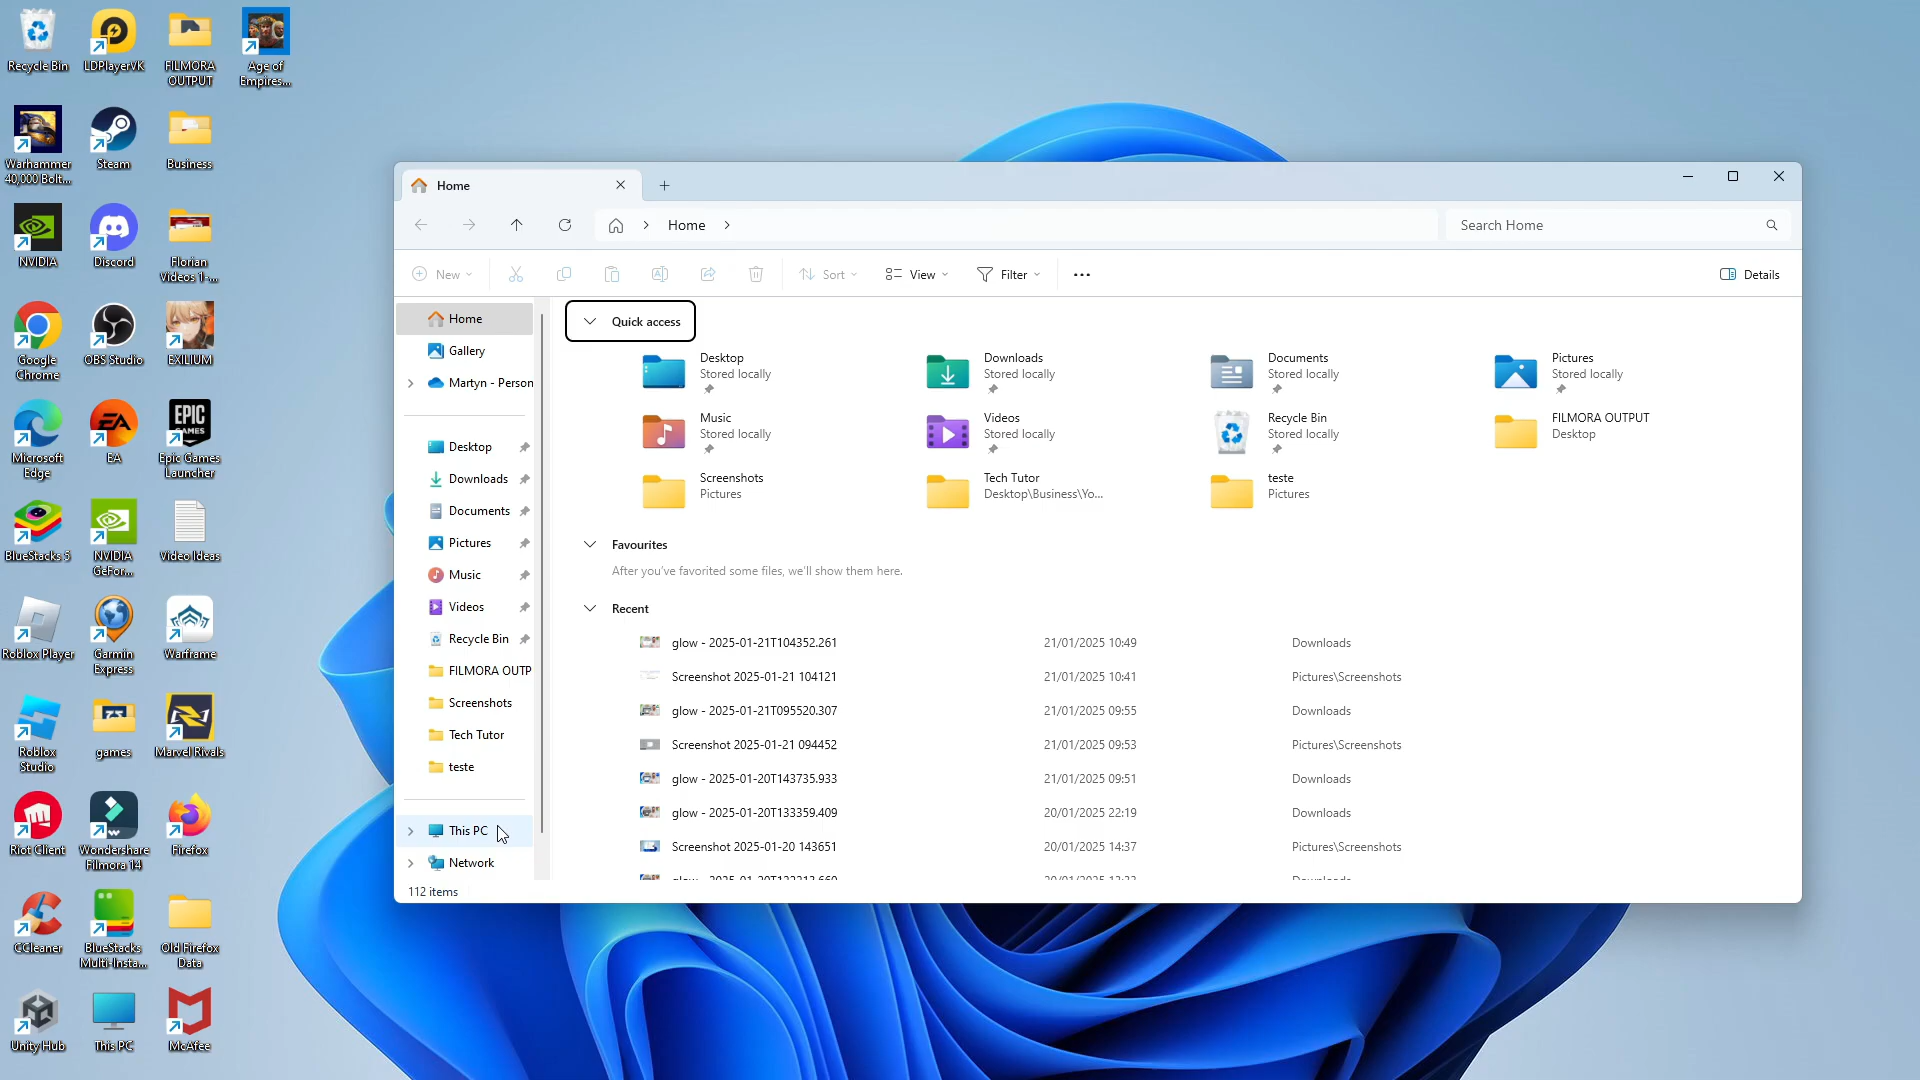 Recycle Bin
LDPlayerVK
FILMORA
OUTPUT
Age of
Empires...
Warhammer
40,000 Bolt...
Steam
Business
NVIDIA
Discord
Florian
Videos 1-...
Google
Chrome
OBS Studio
EXILIUM
Microsoft
Edge
EA
EPIC
GAMES
Epic Games
Launcher
BlueStacks 5
NVIDIA
GeFor...
Video Ideas
Roblox Player
Garmin
Express
Warframe
Roblox
Studio
games
Marvel Rivals
Riot Client
Wondershare
Filmora 14
Firefox
CCleaner
BlueStacks
Multi-Insta...
Old Firefox
Data
Unity Hub
This PC
McAfee
Home
Home
Search Home
New
Sort
View
Filter
Details
Home
Gallery
Martyn - Person
Desktop
Downloads
Documents
Pictures
Music
Videos
Recycle Bin
FILMORA OUTP
Screenshots
Tech Tutor
teste
This PC
Network
112 items
Quick access
Desktop
Stored locally
Downloads
Stored locally
Documents
Stored locally
Pictures
Stored locally
Music
Stored locally
Videos
Stored locally
Recycle Bin
Stored locally
FILMORA OUTPUT
Desktop
Screenshots
Pictures
Tech Tutor
Desktop\Business\Yo...
teste
Pictures
Favourites
After you've favorited some files, we'll show them here.
Recent
glow - 2025-01-21T104352.261 21/01/2025 10:49 Downloads
Screenshot 2025-01-21 104121 21/01/2025 10:41 Pictures\Screenshots
glow - 2025-01-21T095520.307 21/01/2025 09:55 Downloads
Screenshot 2025-01-21 094452 21/01/2025 09:53 Pictures\Screenshots
glow - 2025-01-20T143735.933 21/01/2025 09:51 Downloads
glow - 2025-01-20T133359.409 20/01/2025 22:19 Downloads
Screenshot 2025-01-20 143651 20/01/2025 14:37 Pictures\Screenshots